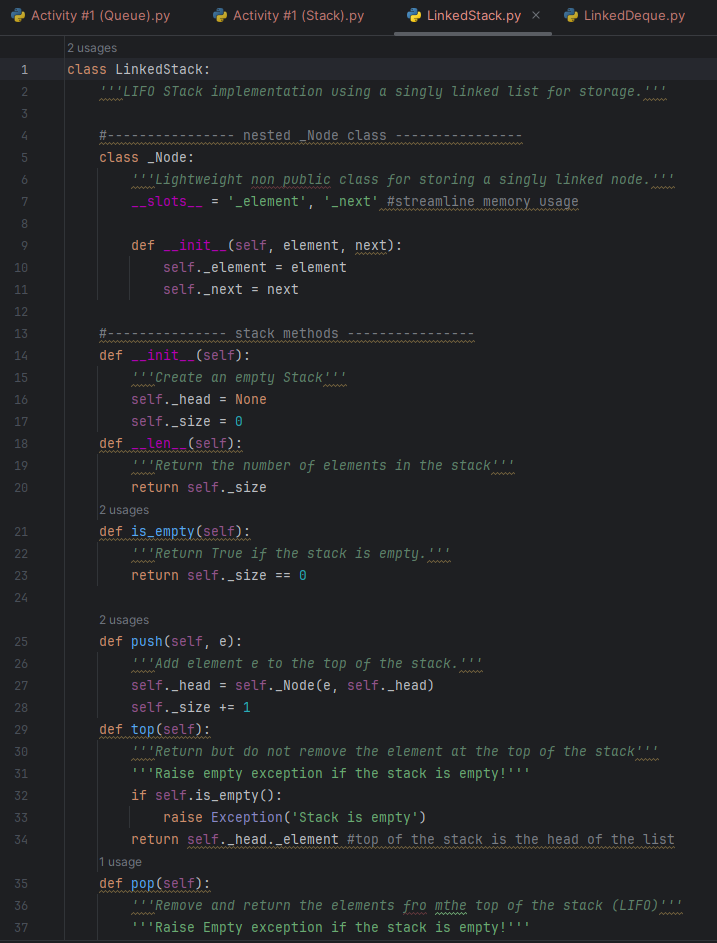 Activity #1 (Queue).py Activity #1 (Stack).py LinkedStack.py × LinkedDeque.py
2 usages
1 class LinkedStack:
2 '''LIFO STack implementation using a singly linked list for storage.'''
3
4 #---------------- nested _Node class ----------------
5 class _Node:
6 '''Lightweight non public class for storing a singly linked node.'''
7 __slots__ = '_element', '_next' #streamline memory usage
8
9 def __init__(self, element, next):
10 self._element = element
11 self._next = next
12
13 #--------------- stack methods ----------------
14 def __init__(self):
15 '''Create an empty Stack'''
16 self._head = None
17 self._size = 0
18 def __len__(self):
19 '''Return the number of elements in the stack'''
20 return self._size
2 usages
21 def is_empty(self):
22 '''Return True if the stack is empty.'''
23 return self._size == 0
24
2 usages
25 def push(self, e):
26 '''Add element e to the top of the stack.'''
27 self._head = self._Node(e, self._head)
28 self._size += 1
29 def top(self):
30 '''Return but do not remove the element at the top of the stack'''
31 '''Raise empty exception if the stack is empty!'''
32 if self.is_empty():
33 raise Exception('Stack is empty')
34 return self._head._element #top of the stack is the head of the list
1 usage
35 def pop(self):
36 '''Remove and return the elements fro mthe top of the stack (LIFO)'''
37 '''Raise Empty exception if the stack is empty!'''